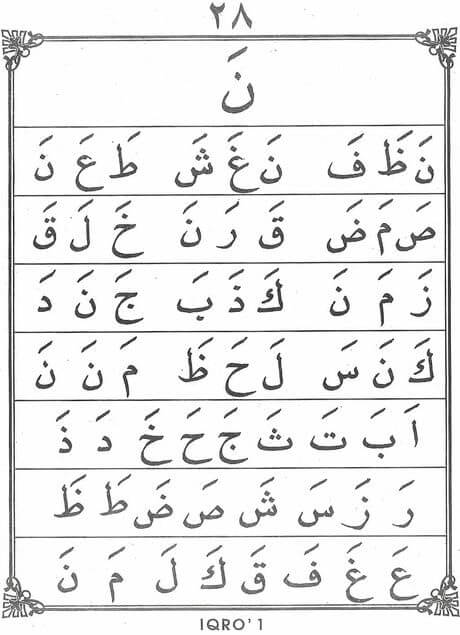 ٢٨
نَ
نَ ظَ فَ نَ غَ شَ طَ عَ نَ
صَ مَ ضَ قَ رَ نَ خَ لَ قَ
زَ مَ نَ كَ ذَ بَ جَ نَ دَ
كَ نَ سَ لَ حَ ظَ مَ نَ نَ
اَ بَ تَ ثَ جَ حَ خَ دَ ذَ
رَ زَ سَ شَ صَ ضَ طَ ظَ
عَ غَ فَ قَ كَ لَ مَ نَ
IQRO' 1